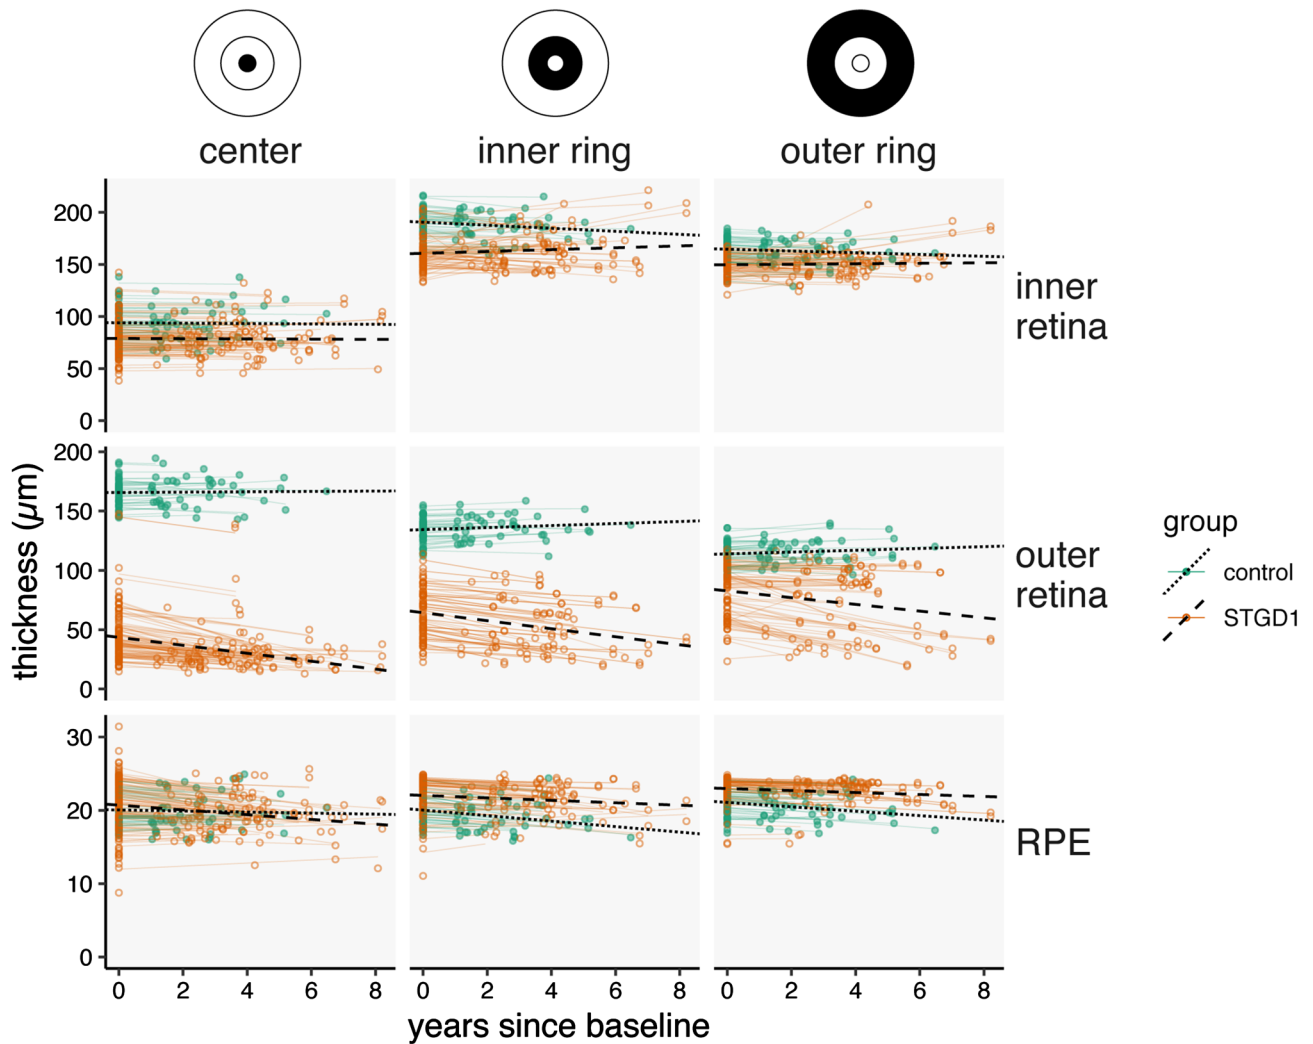 center inner ring outer ring
200
150
100
50
0
inner
retina
200
150
100
50
0
outer
retina
30
20
10
0
RPE
thickness (μm)
0 2 4 6 8 0 2 4 6 8 0 2 4 6 8
years since baseline
group
control
STGD1